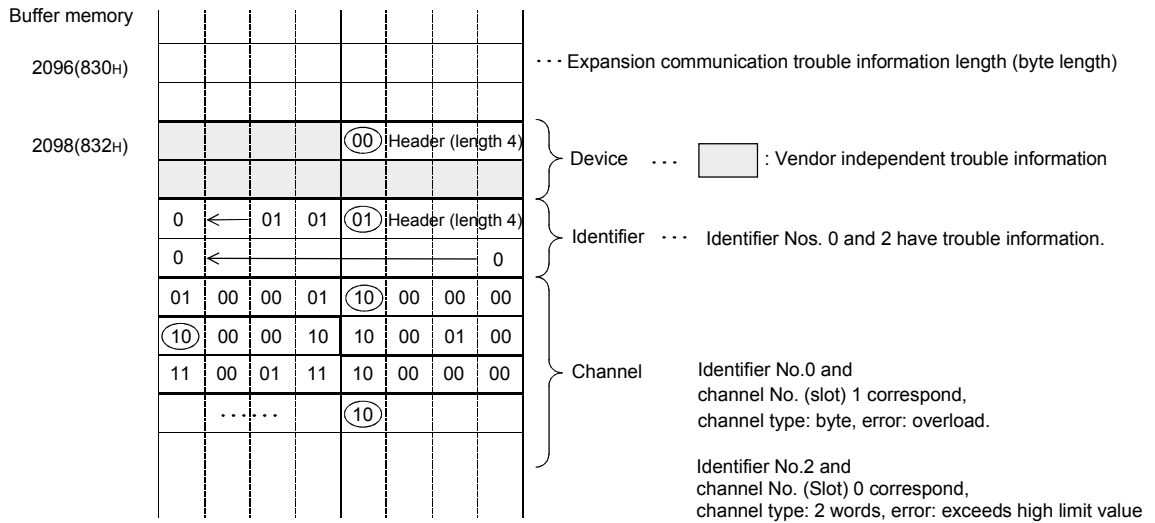 Buffer memory
2096(830H)
··· Expansion communication trouble information length (byte length)
2098(832H)
00 Header (length 4)
Device ··· : Vendor independent trouble information
0 01 01 01 Header (length 4)
Identifier ··· Identifier Nos. 0 and 2 have trouble information.
0 0
01 00 00 01 10 00 00 00
10 00 00 10 10 00 01 00
11 00 01 11 10 00 00 00
Channel
Identifier No.0 and
channel No. (slot) 1 correspond,
channel type: byte, error: overload.
······ 10
Identifier No.2 and
channel No. (Slot) 0 correspond,
channel type: 2 words, error: exceeds high limit value